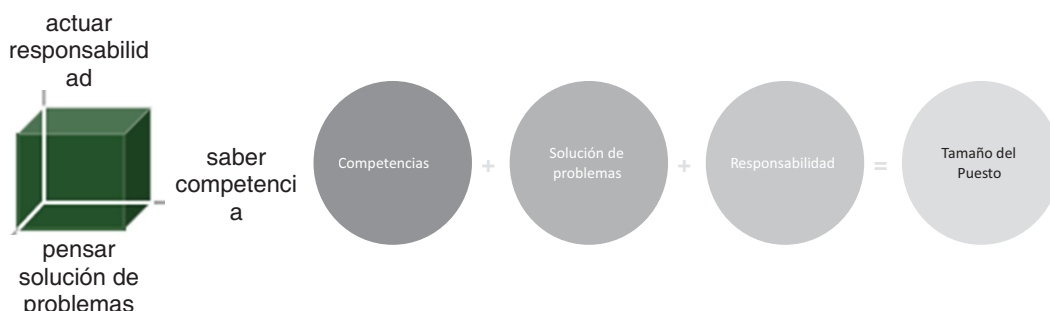 actuar
responsabilid
ad
saber
competenci
a
pensar
solución de
problemas
Competencias
+
Solución de
problemas
+
Responsabilidad
=
Tamaño del
Puesto